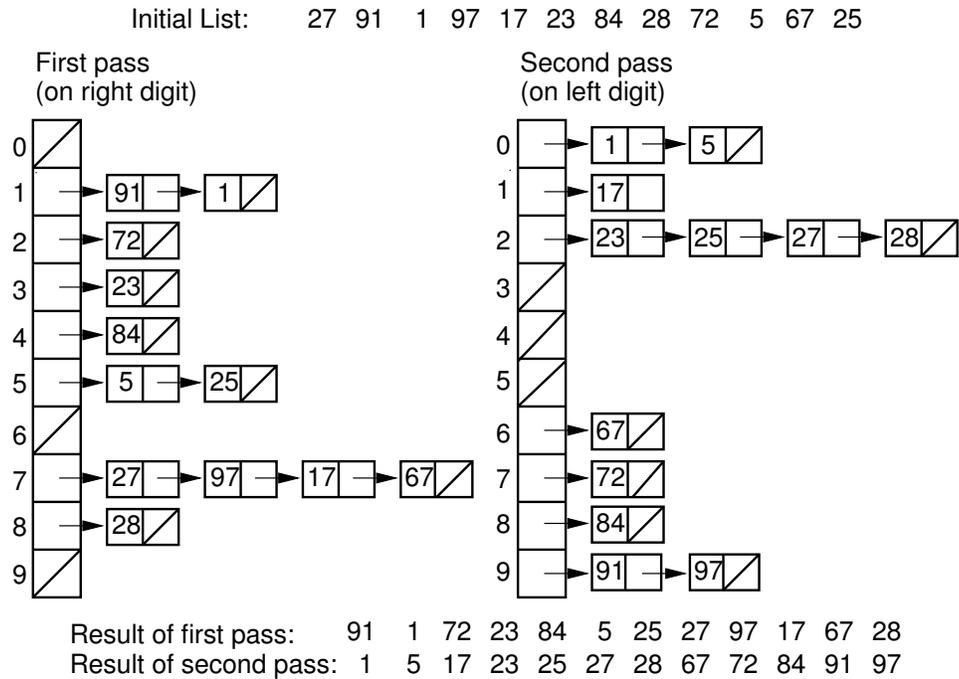 Initial List: 27 91 1 97 17 23 84 28 72 5 67 25
First pass
(on right digit)
0
1 91 1
2 72
3 23
4 84
5 5 25
6
7 27 97 17 67
8 28
9
Second pass
(on left digit)
0 1 5
1 17
2 23 25 27 28
3
4
5
6 67
7 72
8 84
9 91 97
Result of first pass: 91 1 72 23 84 5 25 27 97 17 67 28
Result of second pass: 1 5 17 23 25 27 28 67 72 84 91 97